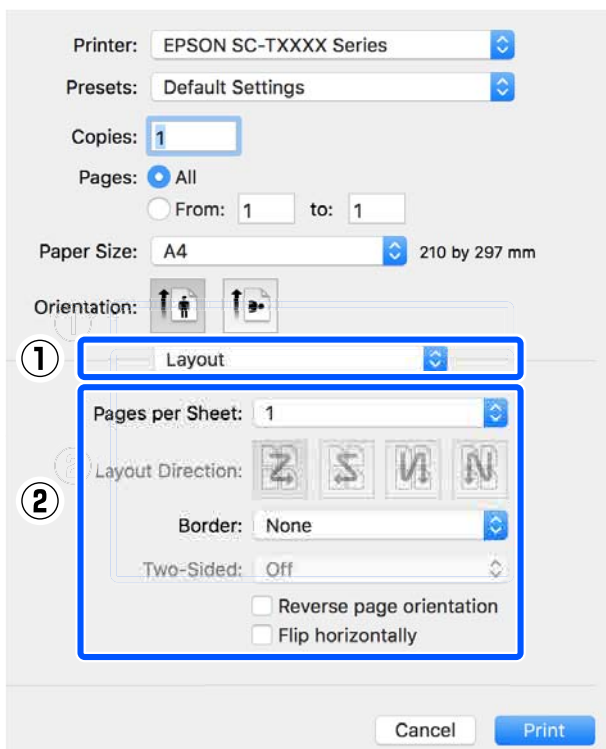 Printer: EPSON SC-TXXXX Series
Presets: Default Settings
Copies: 1
Pages: All
From: 1 to: 1
Paper Size: A4 210 by 297 mm
Orientation:
① Layout
Pages per Sheet: 1
Layout Direction:
②
Border: None
Two-Sided: Off
Reverse page orientation
Flip horizontally
Cancel Print